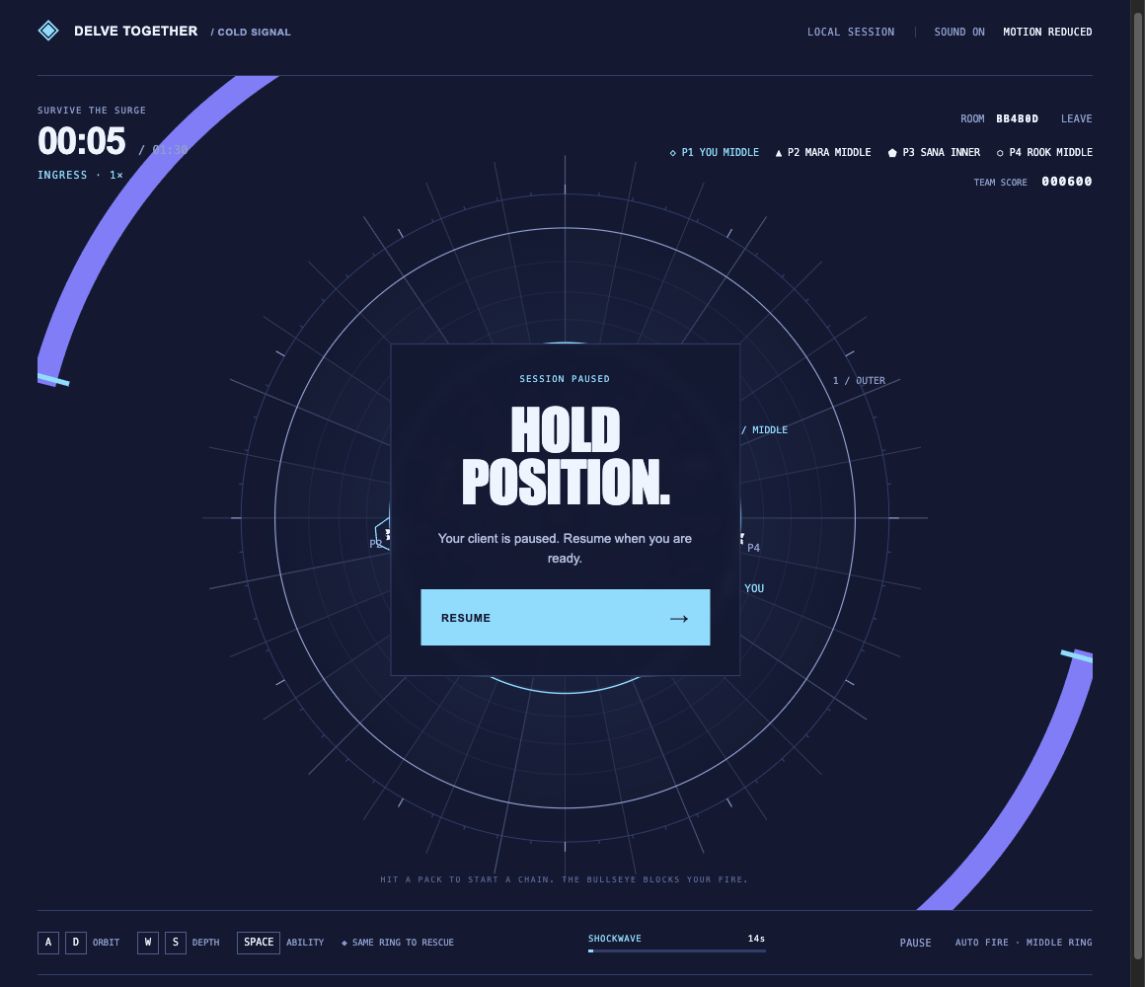 DELVE TOGETHER / COLD SIGNAL
LOCAL SESSION SOUND ON MOTION REDUCED
SURVIVE THE SURGE
00:05 / 01:30
INGRESS · 1×
ROOM BB4B0D LEAVE
◇ P1 YOU MIDDLE ▲ P2 MARA MIDDLE ⬟ P3 SANA INNER ○ P4 ROOK MIDDLE
TEAM SCORE 000600
1 / OUTER
/ MIDDLE
SESSION PAUSED
HOLD
POSITION.
Your client is paused. Resume when you are
ready.
P2
P4
YOU
RESUME →
HIT A PACK TO START A CHAIN. THE BULLSEYE BLOCKS YOUR FIRE.
A D ORBIT W S DEPTH SPACE ABILITY ◆ SAME RING TO RESCUE
SHOCKWAVE 14s
PAUSE AUTO FIRE · MIDDLE RING